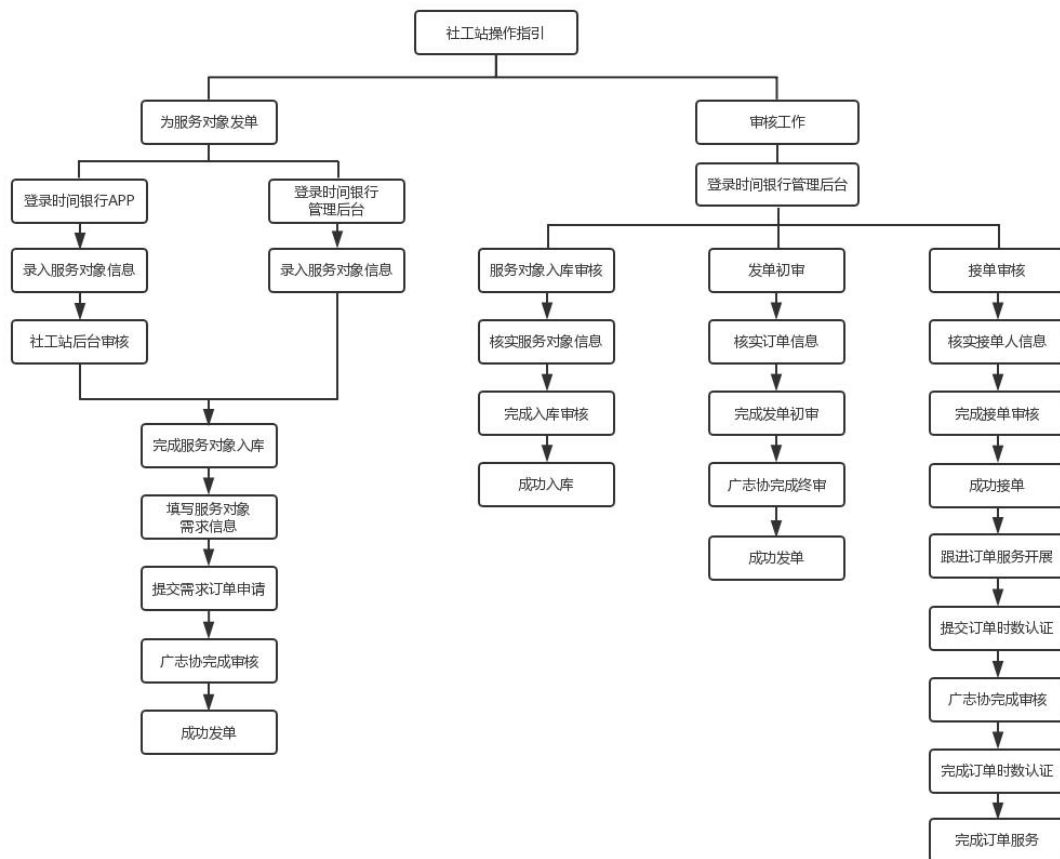 社工站操作指引
为服务对象发单
审核工作
登录时间银行APP
登录时间银行
管理后台
登录时间银行管理后台
录入服务对象信息
录入服务对象信息
社工站后台审核
完成服务对象入库
填写服务对象
需求信息
提交需求订单申请
广志协完成审核
成功发单
服务对象入库审核
核实服务对象信息
完成入库审核
成功入库
发单初审
核实订单信息
完成发单初审
广志协完成终审
成功发单
接单审核
核实接单人信息
完成接单审核
成功接单
跟进订单服务开展
提交订单时数认证
广志协完成审核
完成订单时数认证
完成订单服务